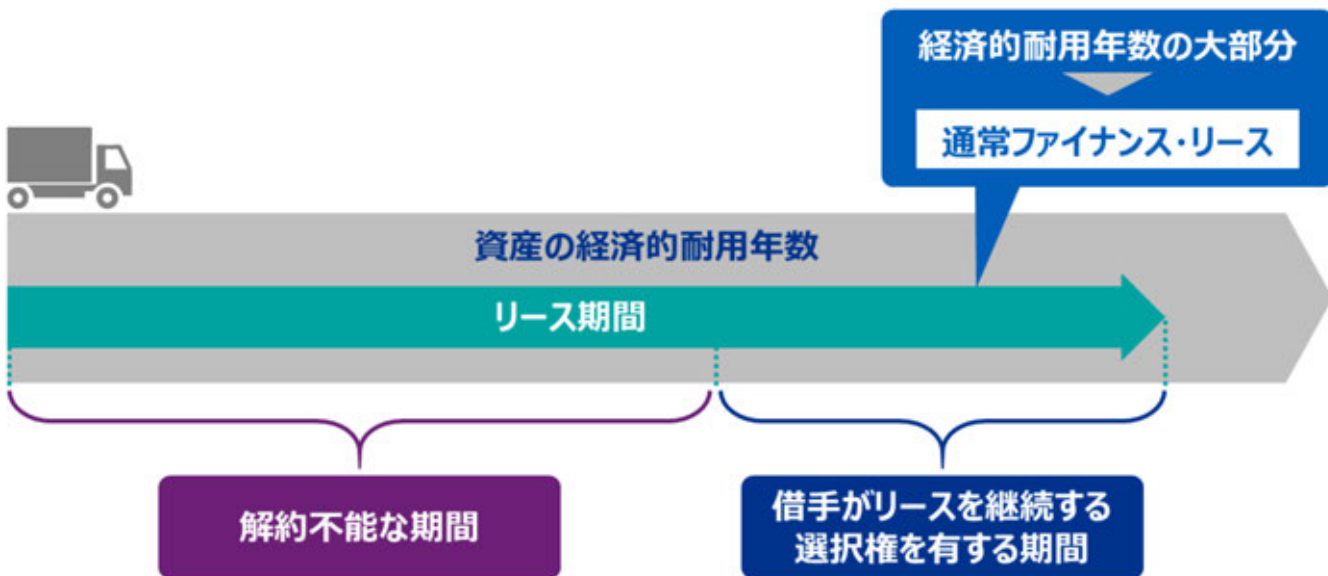 経済的耐用年数の大部分
通常ファイナンス・リース
資産の経済的耐用年数
リース期間
解約不能な期間
借手がリースを継続する
選択権を有する期間